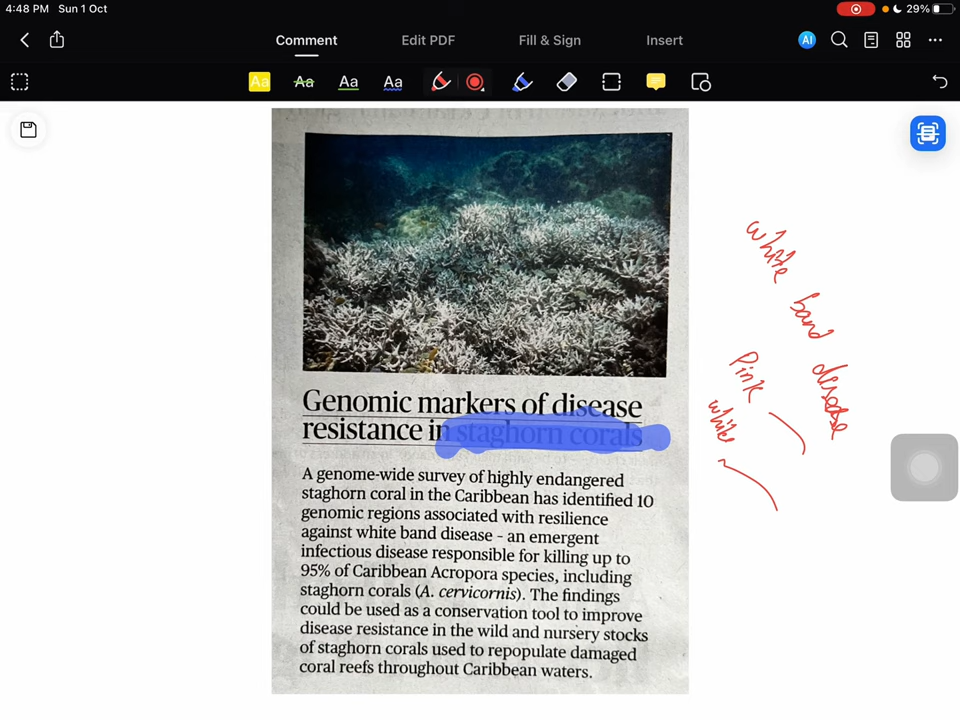 4:48 PM Sun 1 Oct
29%
Comment
Edit PDF
Fill & Sign
Insert
AI
Aa
Aa
Aa
Aa
Genomic markers of disease
resistance in staghorn corals
A genome-wide survey of highly endangered
staghorn coral in the Caribbean has identified 10
genomic regions associated with resilience
against white band disease - an emergent
infectious disease responsible for killing up to
95% of Caribbean Acropora species, including
staghorn corals (A. cervicornis). The findings
could be used as a conservation tool to improve
disease resistance in the wild and nursery stocks
of staghorn corals used to repopulate damaged
coral reefs throughout Caribbean waters.
white band
Pink
white